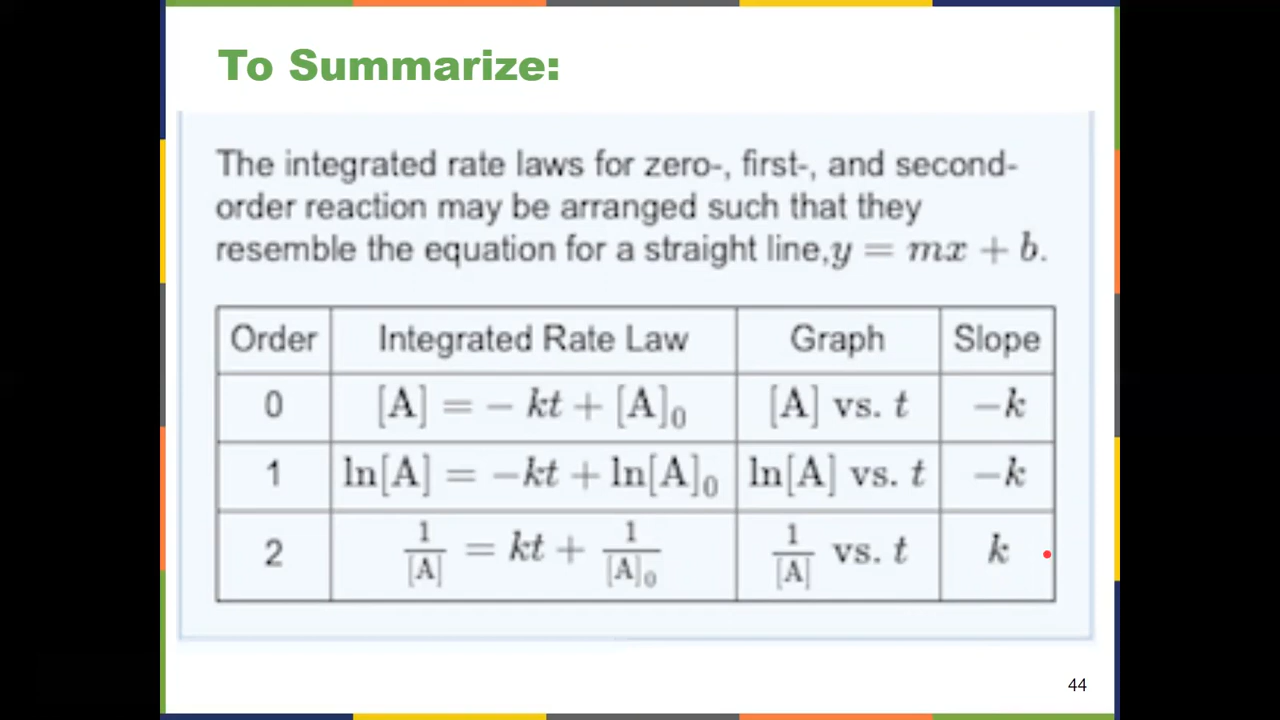 To Summarize:
The integrated rate laws for zero-, first-, and second-
order reaction may be arranged such that they
resemble the equation for a straight line,y = mx + b.
Order Integrated Rate Law Graph Slope
0 [A] = − kt + [A]₀ [A] vs. t −k
1 ln[A] = −kt + ln[A]₀ ln[A] vs. t −k
2 1/[A] = kt + 1/[A]₀ 1/[A] vs. t k
44